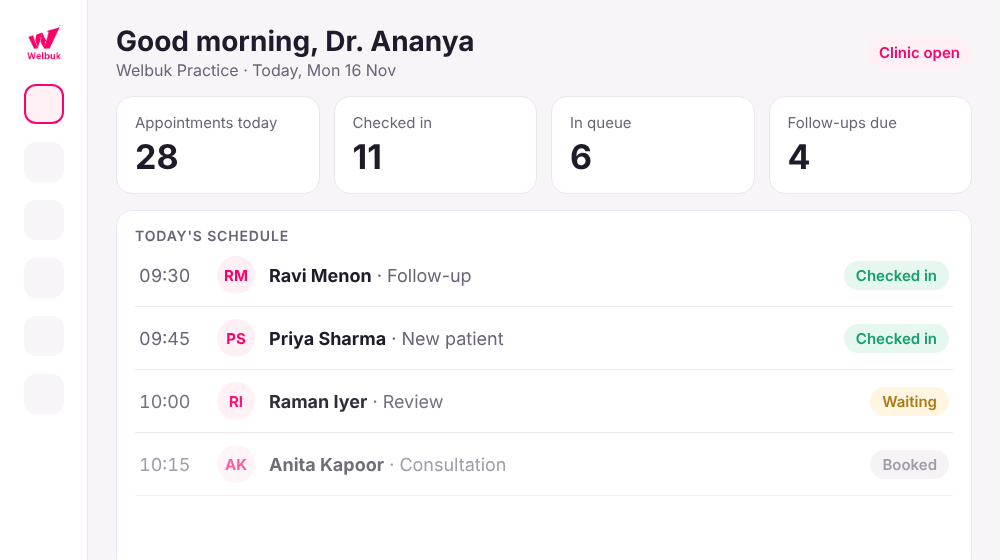 Welbuk
Good morning, Dr. Ananya
Welbuk Practice · Today, Mon 16 Nov
Clinic open
Appointments today
28
Checked in
11
In queue
6
Follow-ups due
4
TODAY'S SCHEDULE
09:30 RM Ravi Menon · Follow-up Checked in
09:45 PS Priya Sharma · New patient Checked in
10:00 RI Raman Iyer · Review Waiting
10:15 AK Anita Kapoor · Consultation Booked